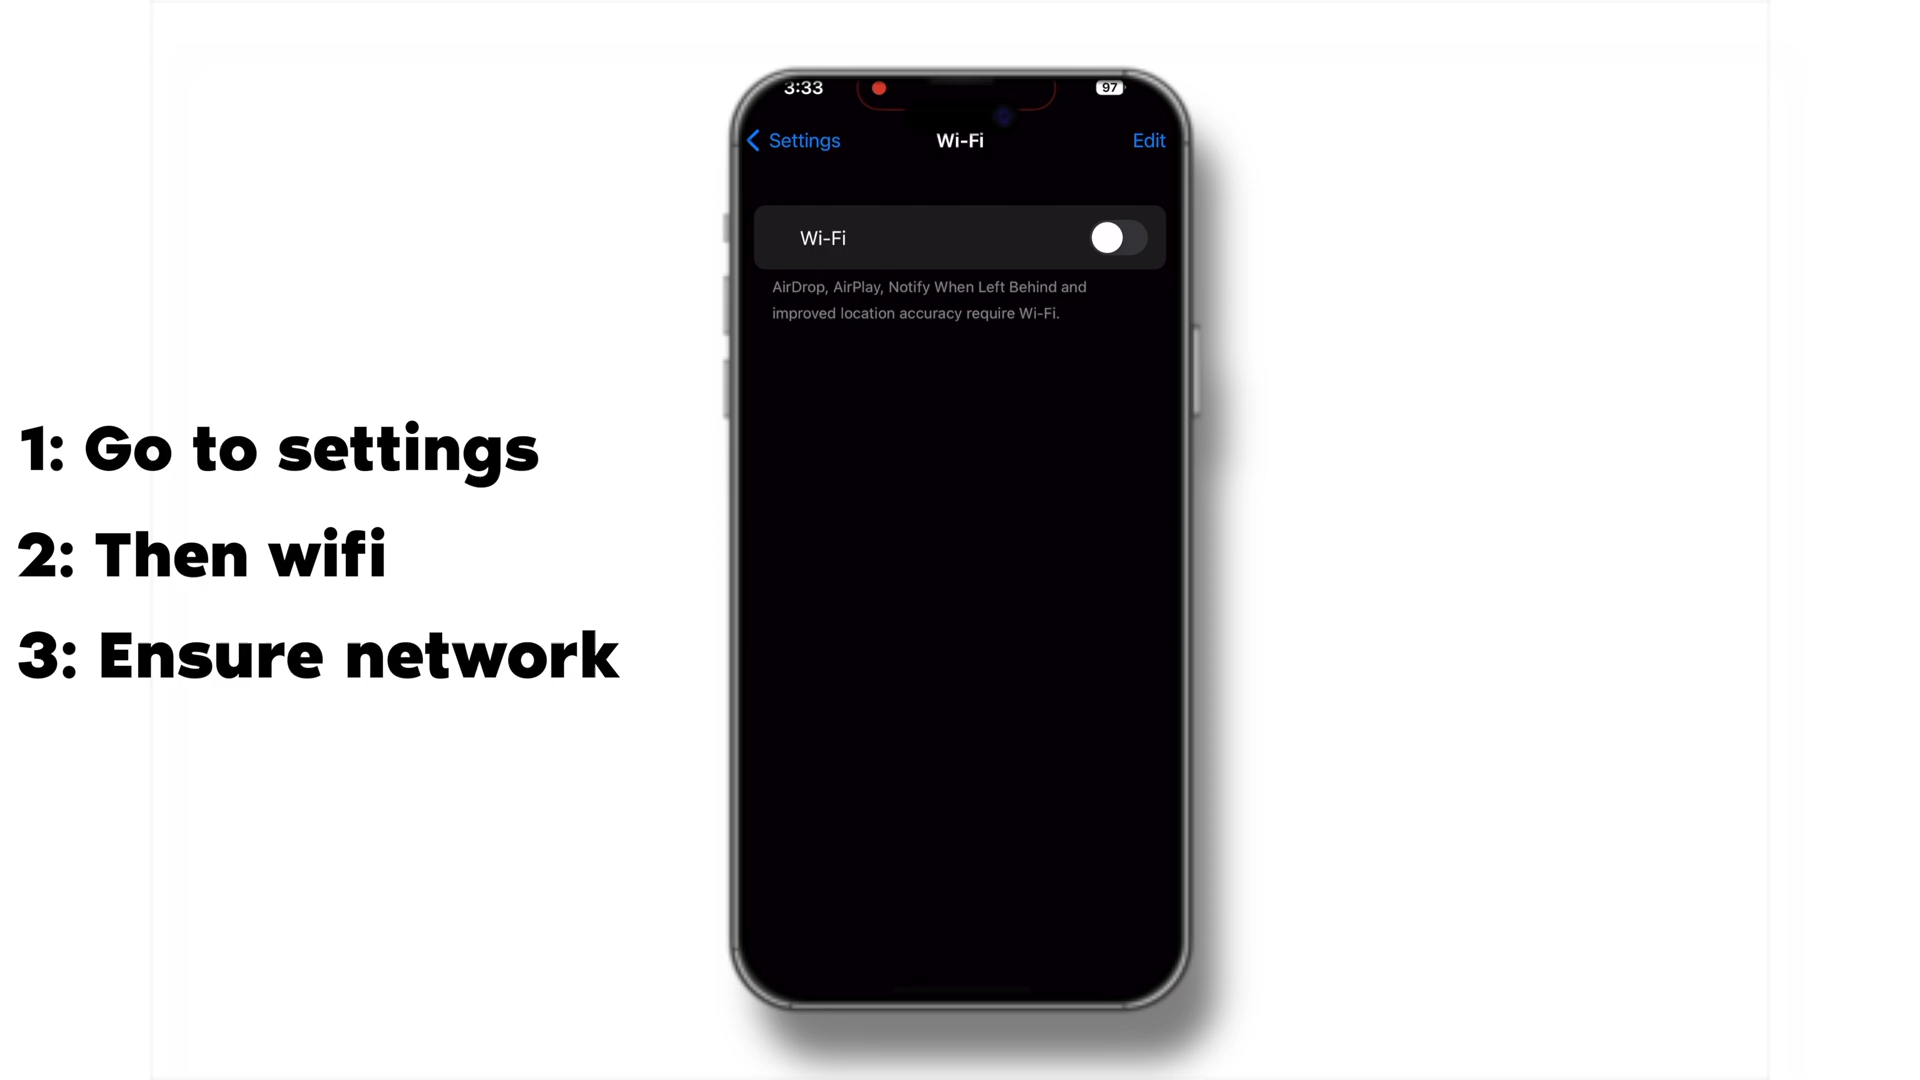 3:33
97
Settings
Wi-Fi
Edit
Wi-Fi
AirDrop, AirPlay, Notify When Left Behind and
improved location accuracy require Wi-Fi.
1: Go to settings
2: Then wifi
3: Ensure network